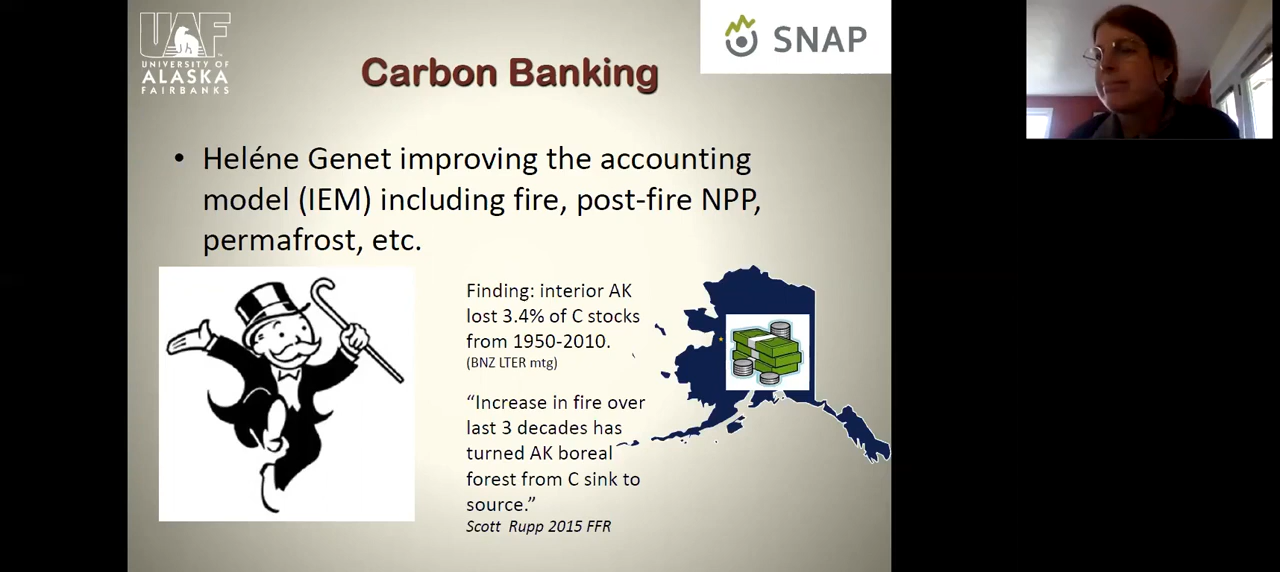 UAF
UNIVERSITY OF
ALASKA
FAIRBANKS
SNAP
Carbon Banking
• Heléne Genet improving the accounting
model (IEM) including fire, post-fire NPP,
permafrost, etc.
Finding: interior AK
lost 3.4% of C stocks
from 1950-2010.
(BNZ LTER mtg)
“Increase in fire over
last 3 decades has
turned AK boreal
forest from C sink to
source.”
Scott Rupp 2015 FFR